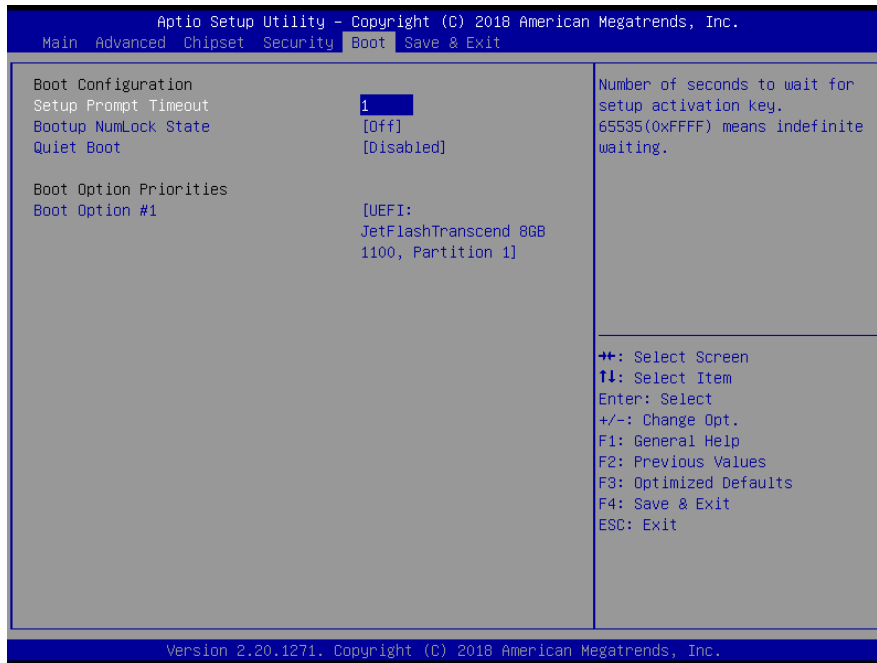 Aptio Setup Utility – Copyright (C) 2018 American Megatrends, Inc.
Main Advanced Chipset Security Boot Save & Exit
Boot Configuration
Setup Prompt Timeout 1
Bootup NumLock State [Off]
Quiet Boot [Disabled]
Boot Option Priorities
Boot Option #1 [UEFI:
JetFlashTranscend 8GB
1100, Partition 1]
Number of seconds to wait for
setup activation key.
65535(0xFFFF) means indefinite
waiting.
→←: Select Screen
↑↓: Select Item
Enter: Select
+/-: Change Opt.
F1: General Help
F2: Previous Values
F3: Optimized Defaults
F4: Save & Exit
ESC: Exit
Version 2.20.1271. Copyright (C) 2018 American Megatrends, Inc.